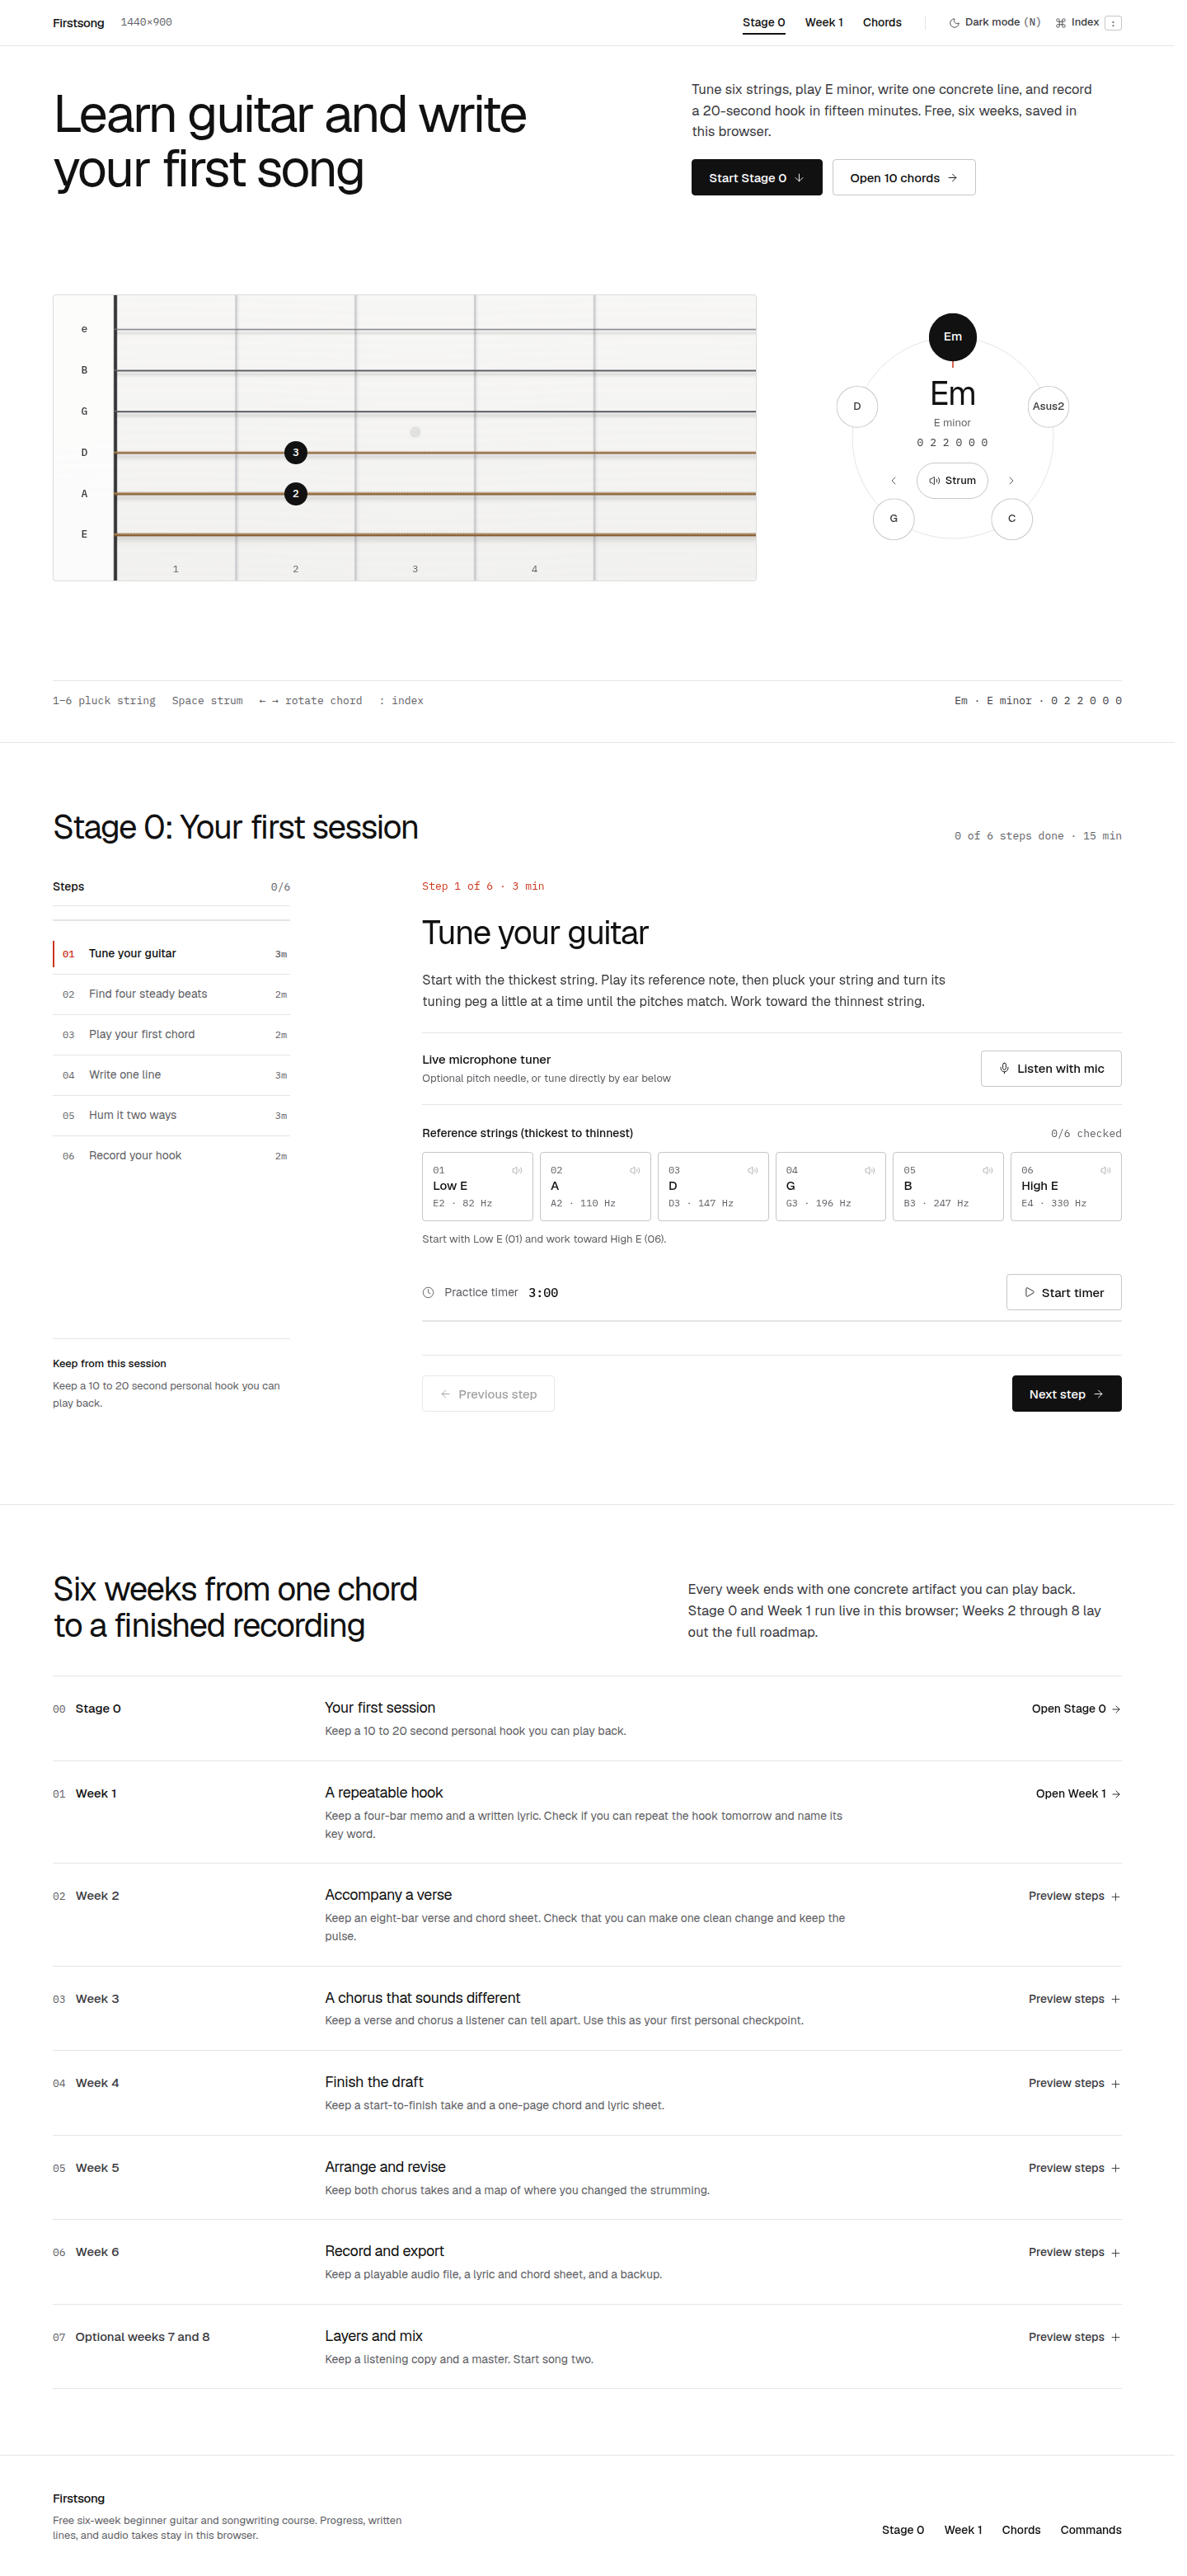 Firstsong 1440×900 Stage 0 Week 1 Chords Dark mode (N) Index :
Learn guitar and write
your first song
Tune six strings, play E minor, write one concrete line, and record
a 20-second hook in fifteen minutes. Free, six weeks, saved in
this browser.
Start Stage 0 ↓ Open 10 chords →
e
B
G
D 3
A 2
E
1 2 3 4
Em
D Asus2
Em
E minor
0 2 2 0 0 0
Strum
G C
1–6 pluck string Space strum ← → rotate chord : index Em · E minor · 0 2 2 0 0 0
Stage 0: Your first session
0 of 6 steps done · 15 min
Steps 0/6
01 Tune your guitar 3m
02 Find four steady beats 2m
03 Play your first chord 2m
04 Write one line 3m
05 Hum it two ways 3m
06 Record your hook 2m
Keep from this session
Keep a 10 to 20 second personal hook you can
play back.
Step 1 of 6 · 3 min
Tune your guitar
Start with the thickest string. Play its reference note, then pluck your string and turn its
tuning peg a little at a time until the pitches match. Work toward the thinnest string.
Live microphone tuner
Optional pitch needle, or tune directly by ear below
Listen with mic
Reference strings (thickest to thinnest) 0/6 checked
01 02 03 04 05 06
Low E A D G B High E
E2 · 82 Hz A2 · 110 Hz D3 · 147 Hz G3 · 196 Hz B3 · 247 Hz E4 · 330 Hz
Start with Low E (01) and work toward High E (06).
Practice timer 3:00 Start timer
← Previous step Next step →
Six weeks from one chord
to a finished recording
Every week ends with one concrete artifact you can play back.
Stage 0 and Week 1 run live in this browser; Weeks 2 through 8 lay
out the full roadmap.
00 Stage 0 Your first session Open Stage 0 →
Keep a 10 to 20 second personal hook you can play back.
01 Week 1 A repeatable hook Open Week 1 →
Keep a four-bar memo and a written lyric. Check if you can repeat the hook tomorrow and name its
key word.
02 Week 2 Accompany a verse Preview steps +
Keep an eight-bar verse and chord sheet. Check that you can make one clean change and keep the
pulse.
03 Week 3 A chorus that sounds different Preview steps +
Keep a verse and chorus a listener can tell apart. Use this as your first personal checkpoint.
04 Week 4 Finish the draft Preview steps +
Keep a start-to-finish take and a one-page chord and lyric sheet.
05 Week 5 Arrange and revise Preview steps +
Keep both chorus takes and a map of where you changed the strumming.
06 Week 6 Record and export Preview steps +
Keep a playable audio file, a lyric and chord sheet, and a backup.
07 Optional weeks 7 and 8 Layers and mix Preview steps +
Keep a listening copy and a master. Start song two.
Firstsong
Free six-week beginner guitar and songwriting course. Progress, written
lines, and audio takes stay in this browser.
Stage 0 Week 1 Chords Commands